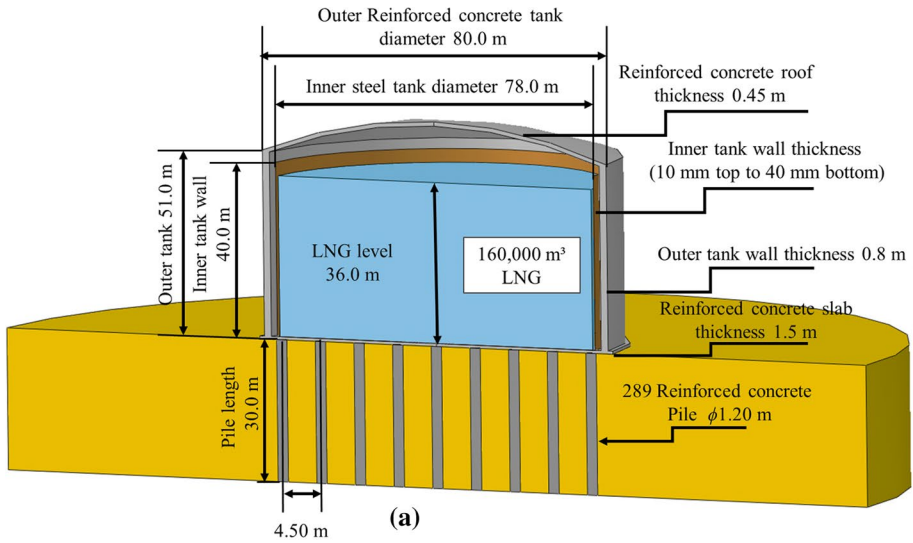 Outer Reinforced concrete tank
diameter 80.0 m
Inner steel tank diameter 78.0 m
Reinforced concrete roof
thickness 0.45 m
Inner tank wall thickness
(10 mm top to 40 mm bottom)
Outer tank 51.0 m
Inner tank wall
40.0 m
LNG level
36.0 m
160,000 m³
LNG
Outer tank wall thickness 0.8 m
Reinforced concrete slab
thickness 1.5 m
Pile length
30.0 m
289 Reinforced concrete
Pile ϕ1.20 m
4.50 m
(a)